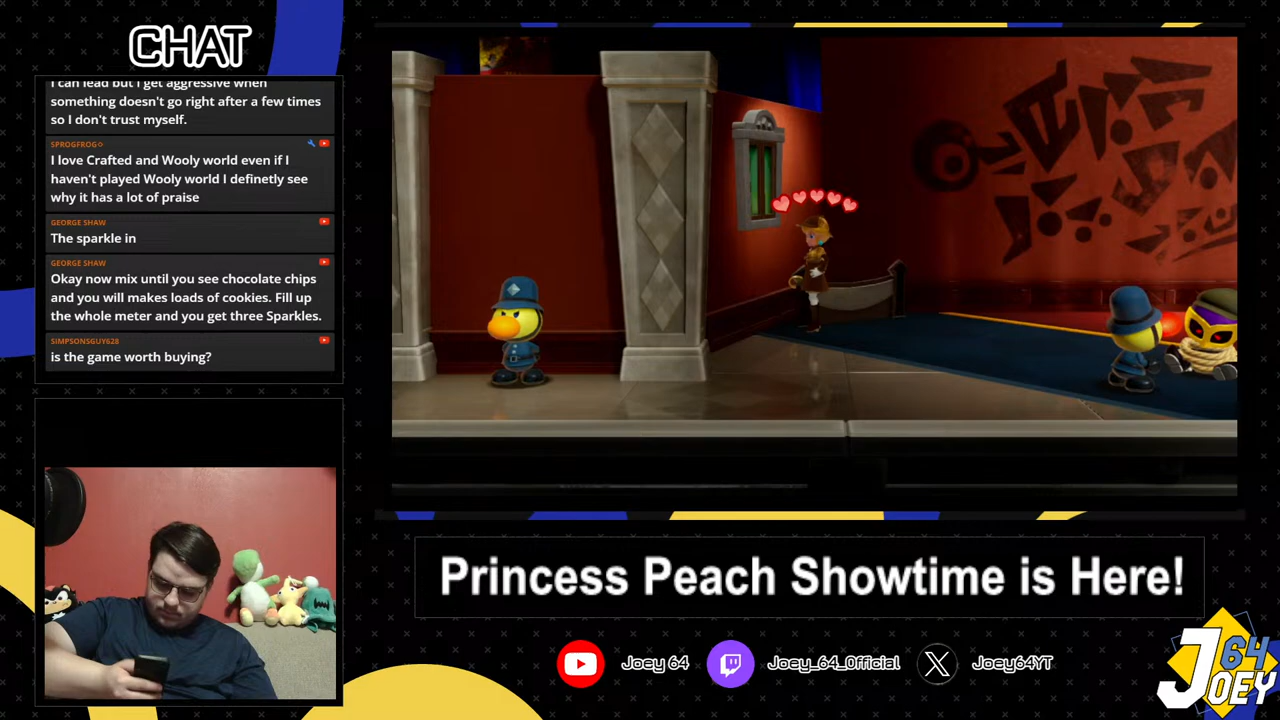 CHAT
I can lead but I get aggressive when
something doesn't go right after a few times
so I don't trust myself.
SPROGFROG
I love Crafted and Wooly world even if I
haven't played Wooly world I definetly see
why it has a lot of praise
GEORGE SHAW
The sparkle in
GEORGE SHAW
Okay now mix until you see chocolate chips
and you will makes loads of cookies. Fill up
the whole meter and you get three Sparkles.
SIMPSONSGUY628
is the game worth buying?
Princess Peach Showtime is Here!
Joey 64
Joey_64_Official
Joey64YT
J64
OEY